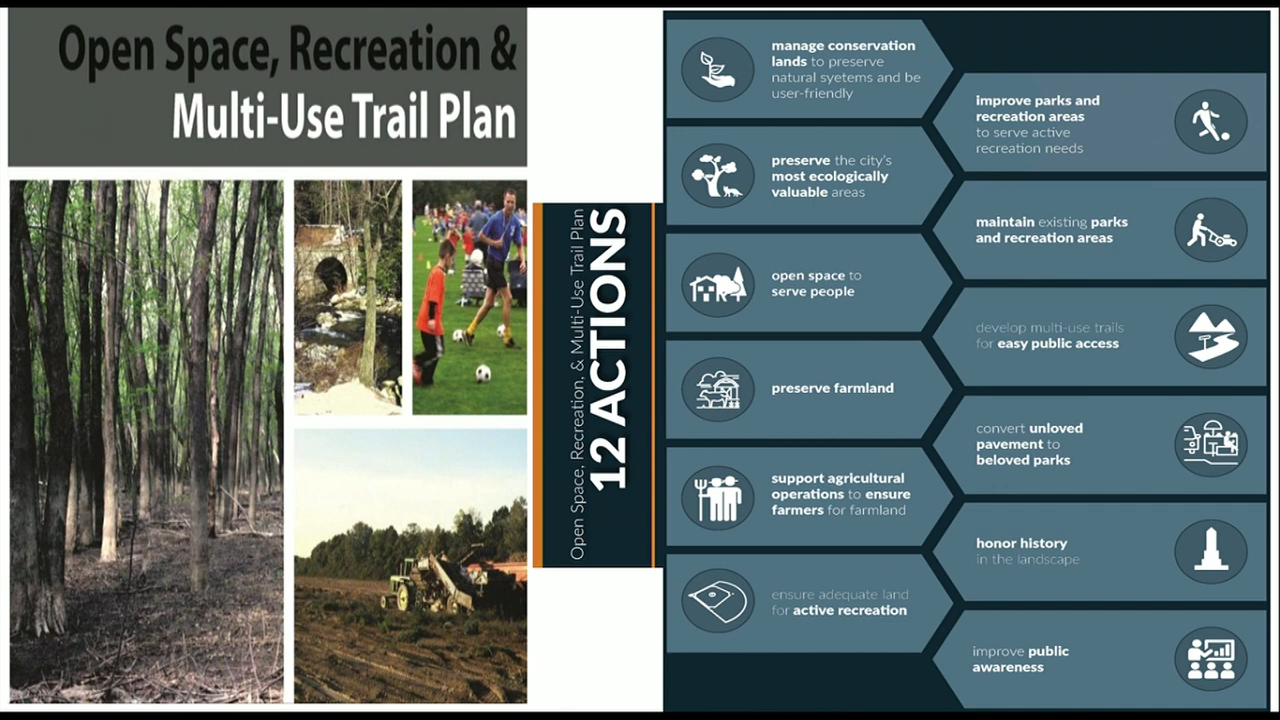 Open Space, Recreation &
Multi-Use Trail Plan
Open Space, Recreation, & Multi-Use Trail Plan
12 ACTIONS
manage conservation
lands to preserve
natural syetems and be
user-friendly
preserve the city's
most ecologically
valuable areas
open space to
serve people
preserve farmland
support agricultural
operations to ensure
farmers for farmland
ensure adequate land
for active recreation
improve parks and
recreation areas
to serve active
recreation needs
maintain existing parks
and recreation areas
develop multi-use trails
for easy public access
convert unloved
pavement to
beloved parks
honor history
in the landscape
improve public
awareness